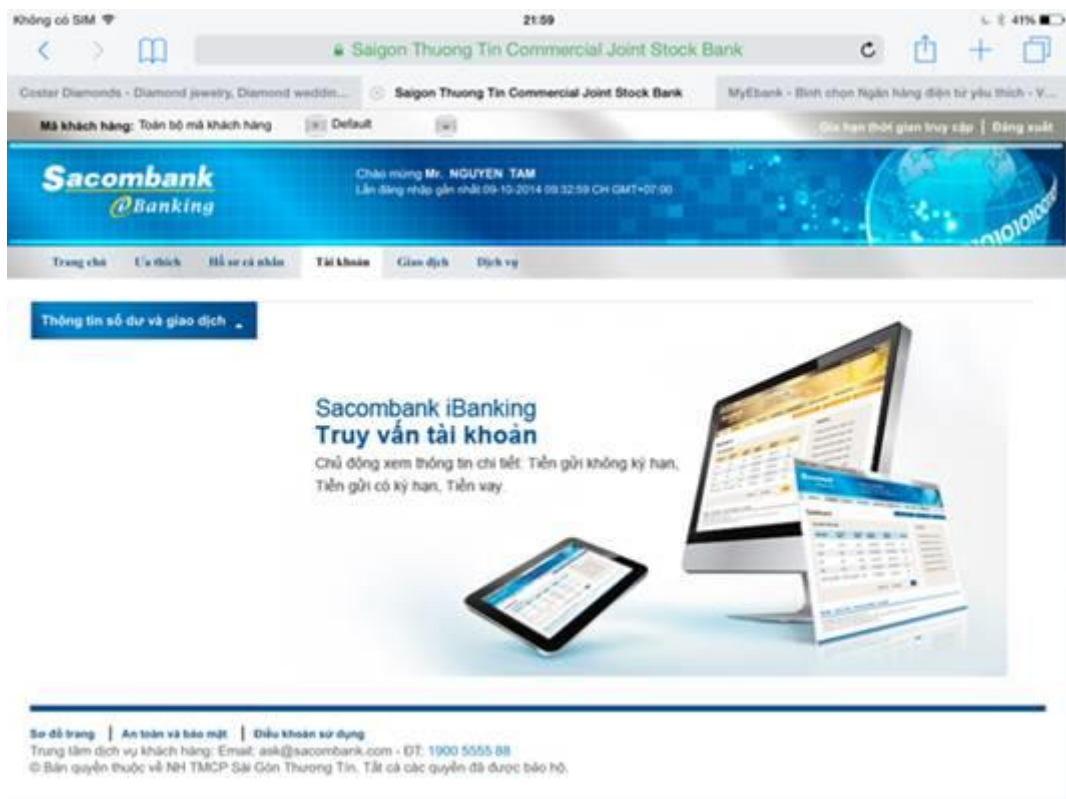 Không có SIM 21:59 41%
Saigon Thuong Tin Commercial Joint Stock Bank
Coster Diamonds - Diamond jewelry, Diamond weddin... Saigon Thuong Tin Commercial Joint Stock Bank MyEbank - Bình chọn Ngân hàng điện tử yêu thích - V...
Mã khách hàng: Toàn bộ mã khách hàng Default Gia hạn thời gian truy cập | Đăng xuất
Sacombank Chào mừng Mr. NGUYEN TAM
eBanking Lần đăng nhập gần nhất 09-10-2014 09:32:59 CH GMT+07:00
Trang chủ Ưa thích Hồ sơ cá nhân Tài khoản Giao dịch Dịch vụ
Thông tin số dư và giao dịch
Sacombank iBanking
Truy vấn tài khoản
Chủ động xem thông tin chi tiết: Tiền gửi không kỳ hạn,
Tiền gửi có kỳ hạn, Tiền vay.
Sơ đồ trang | An toàn và bảo mật | Điều khoản sử dụng
Trung tâm dịch vụ khách hàng: Email: ask@sacombank.com - ĐT: 1900 5555 88
© Bản quyền thuộc về NH TMCP Sài Gòn Thương Tín. Tất cả các quyền đã được bảo hộ.